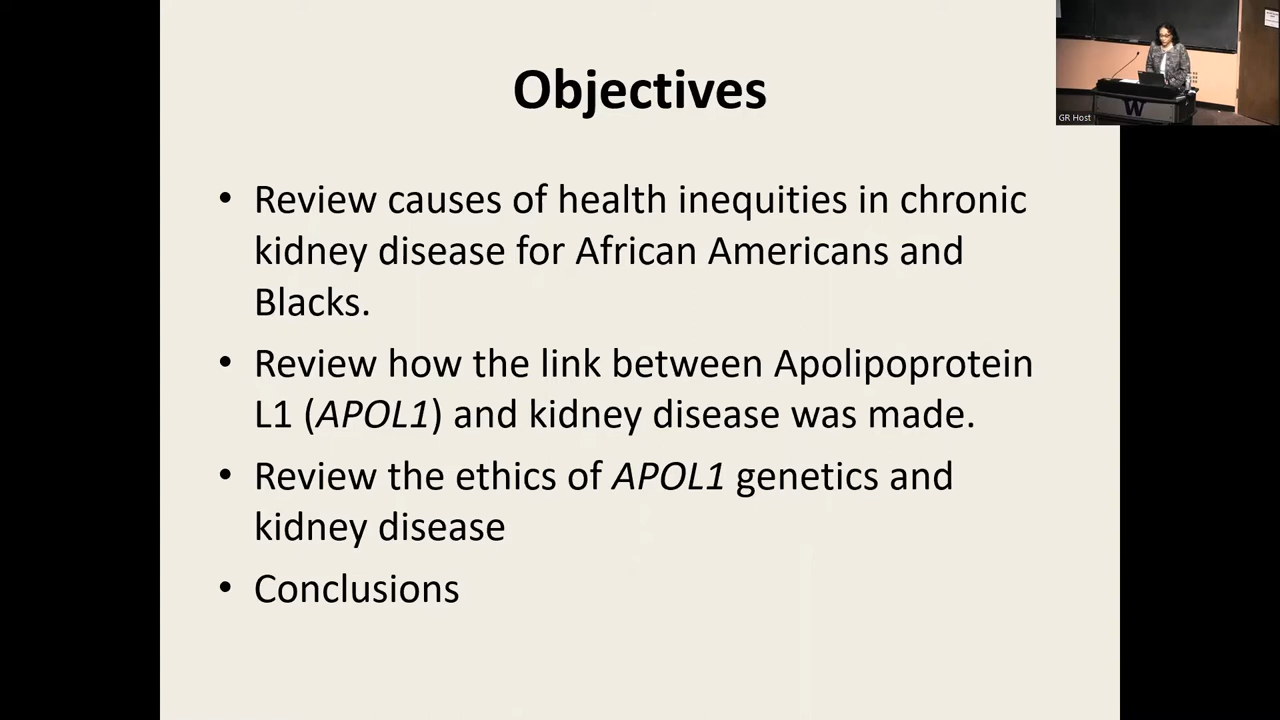 Objectives
• Review causes of health inequities in chronic
kidney disease for African Americans and
Blacks.
• Review how the link between Apolipoprotein
L1 (APOL1) and kidney disease was made.
• Review the ethics of APOL1 genetics and
kidney disease
• Conclusions
GR Host
W